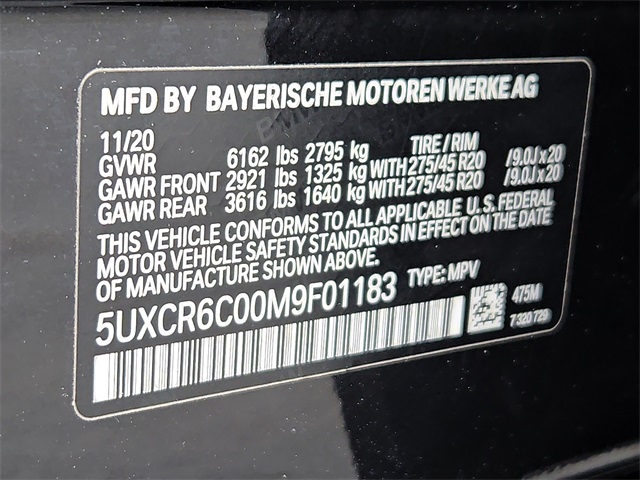 MFD BY BAYERISCHE MOTOREN WERKE AG
11/20 TIRE / RIM
GVWR 6162 lbs 2795 kg
GAWR FRONT 2921 lbs 1325 kg WITH 275/45 R20 /9.0J x 20
GAWR REAR 3616 lbs 1640 kg WITH 275/45 R20 /9.0J x 20
THIS VEHICLE CONFORMS TO ALL APPLICABLE U. S. FEDERAL
MOTOR VEHICLE SAFETY STANDARDS IN EFFECT ON THE DATE
OF MANUFACTURE SHOWN ABOVE.
5UXCR6C00M9F01183 TYPE: MPV
475M
7 320 729